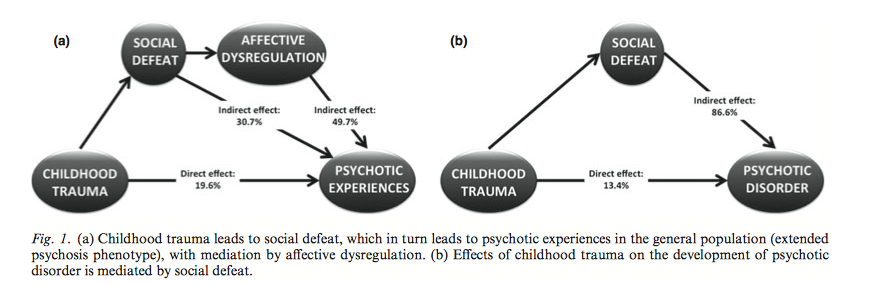 (a)
SOCIAL
DEFEAT
AFFECTIVE
DYSREGULATION
Indirect effect:
30.7%
Indirect effect:
49.7%
CHILDHOOD
TRAUMA
Direct effect:
19.6%
PSYCHOTIC
EXPERIENCES
(b)
SOCIAL
DEFEAT
Indirect effect:
86.6%
CHILDHOOD
TRAUMA
Direct effect:
13.4%
PSYCHOTIC
DISORDER
Fig. 1. (a) Childhood trauma leads to social defeat, which in turn leads to psychotic experiences in the general population (extended
psychosis phenotype), with mediation by affective dysregulation. (b) Effects of childhood trauma on the development of psychotic
disorder is mediated by social defeat.